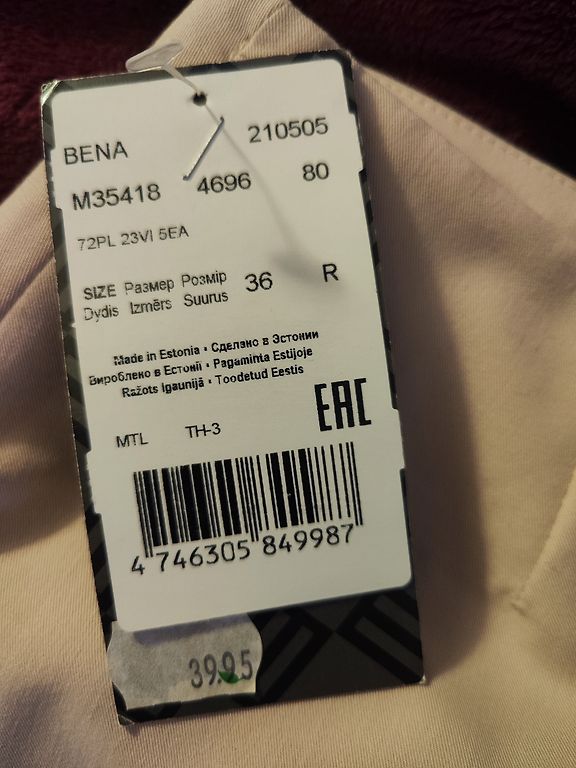 BENA 210505
M35418 4696 80
72PL 23VI 5EA
SIZE Размер Розмір 36 R
Dydis Izmērs Suurus
Made in Estonia • Сделано в Эстонии
Вироблено в Естонії • Pagaminta Estijoje
Ražots Igaunijā • Toodetud Eestis
EAC
MTL TH-3
4 746305 849987
39.95